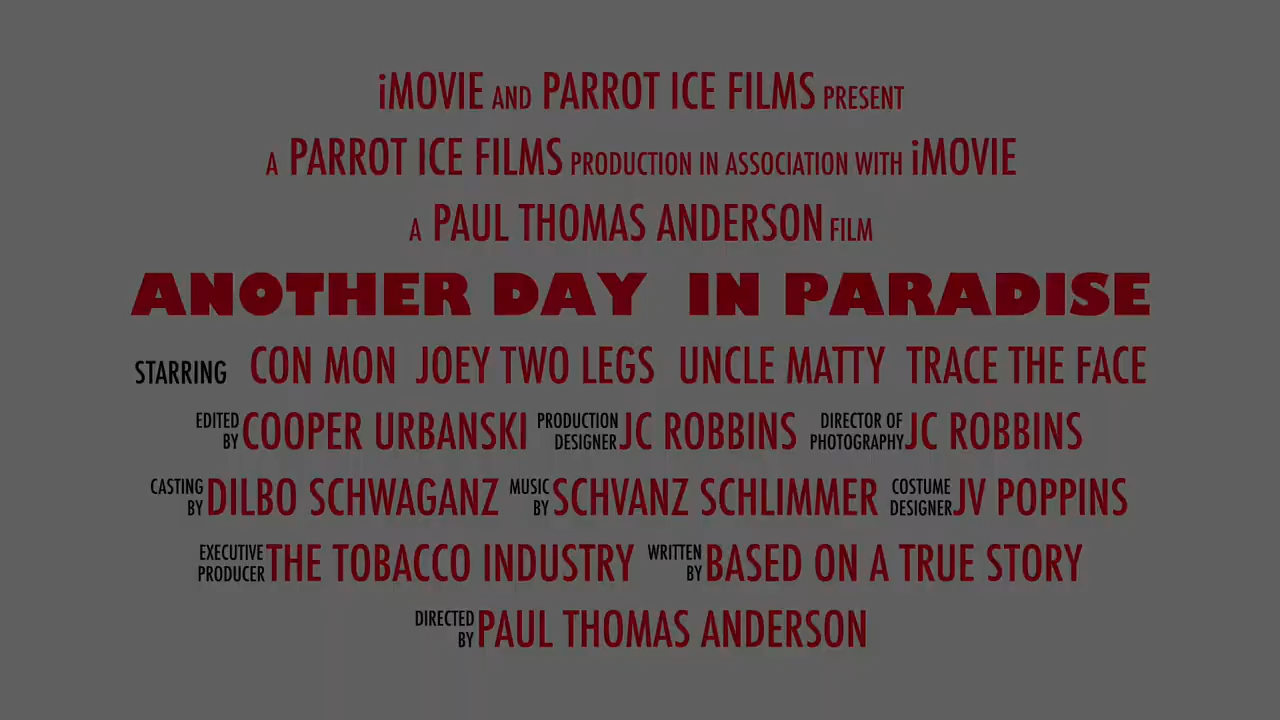 iMOVIE AND PARROT ICE FILMS PRESENT
A PARROT ICE FILMS PRODUCTION IN ASSOCIATION WITH iMOVIE
A PAUL THOMAS ANDERSON FILM
ANOTHER DAY IN PARADISE
STARRING CON MON JOEY TWO LEGS UNCLE MATTY TRACE THE FACE
EDITED BY COOPER URBANSKI PRODUCTION DESIGNER JC ROBBINS DIRECTOR OF PHOTOGRAPHY JC ROBBINS
CASTING BY DILBO SCHWAGANZ MUSIC BY SCHVANZ SCHLIMMER COSTUME DESIGNER JV POPPINS
EXECUTIVE PRODUCER THE TOBACCO INDUSTRY WRITTEN BY BASED ON A TRUE STORY
DIRECTED BY PAUL THOMAS ANDERSON